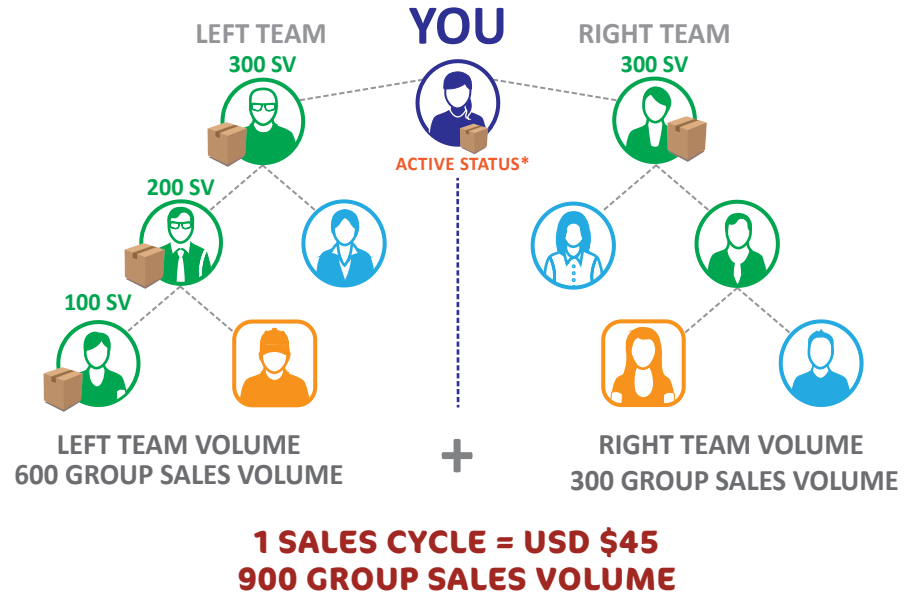 YOU
LEFT TEAM
RIGHT TEAM
300 SV
300 SV
ACTIVE STATUS*
200 SV
100 SV
LEFT TEAM VOLUME
600 GROUP SALES VOLUME
+
RIGHT TEAM VOLUME
300 GROUP SALES VOLUME
1 SALES CYCLE = USD $45
900 GROUP SALES VOLUME